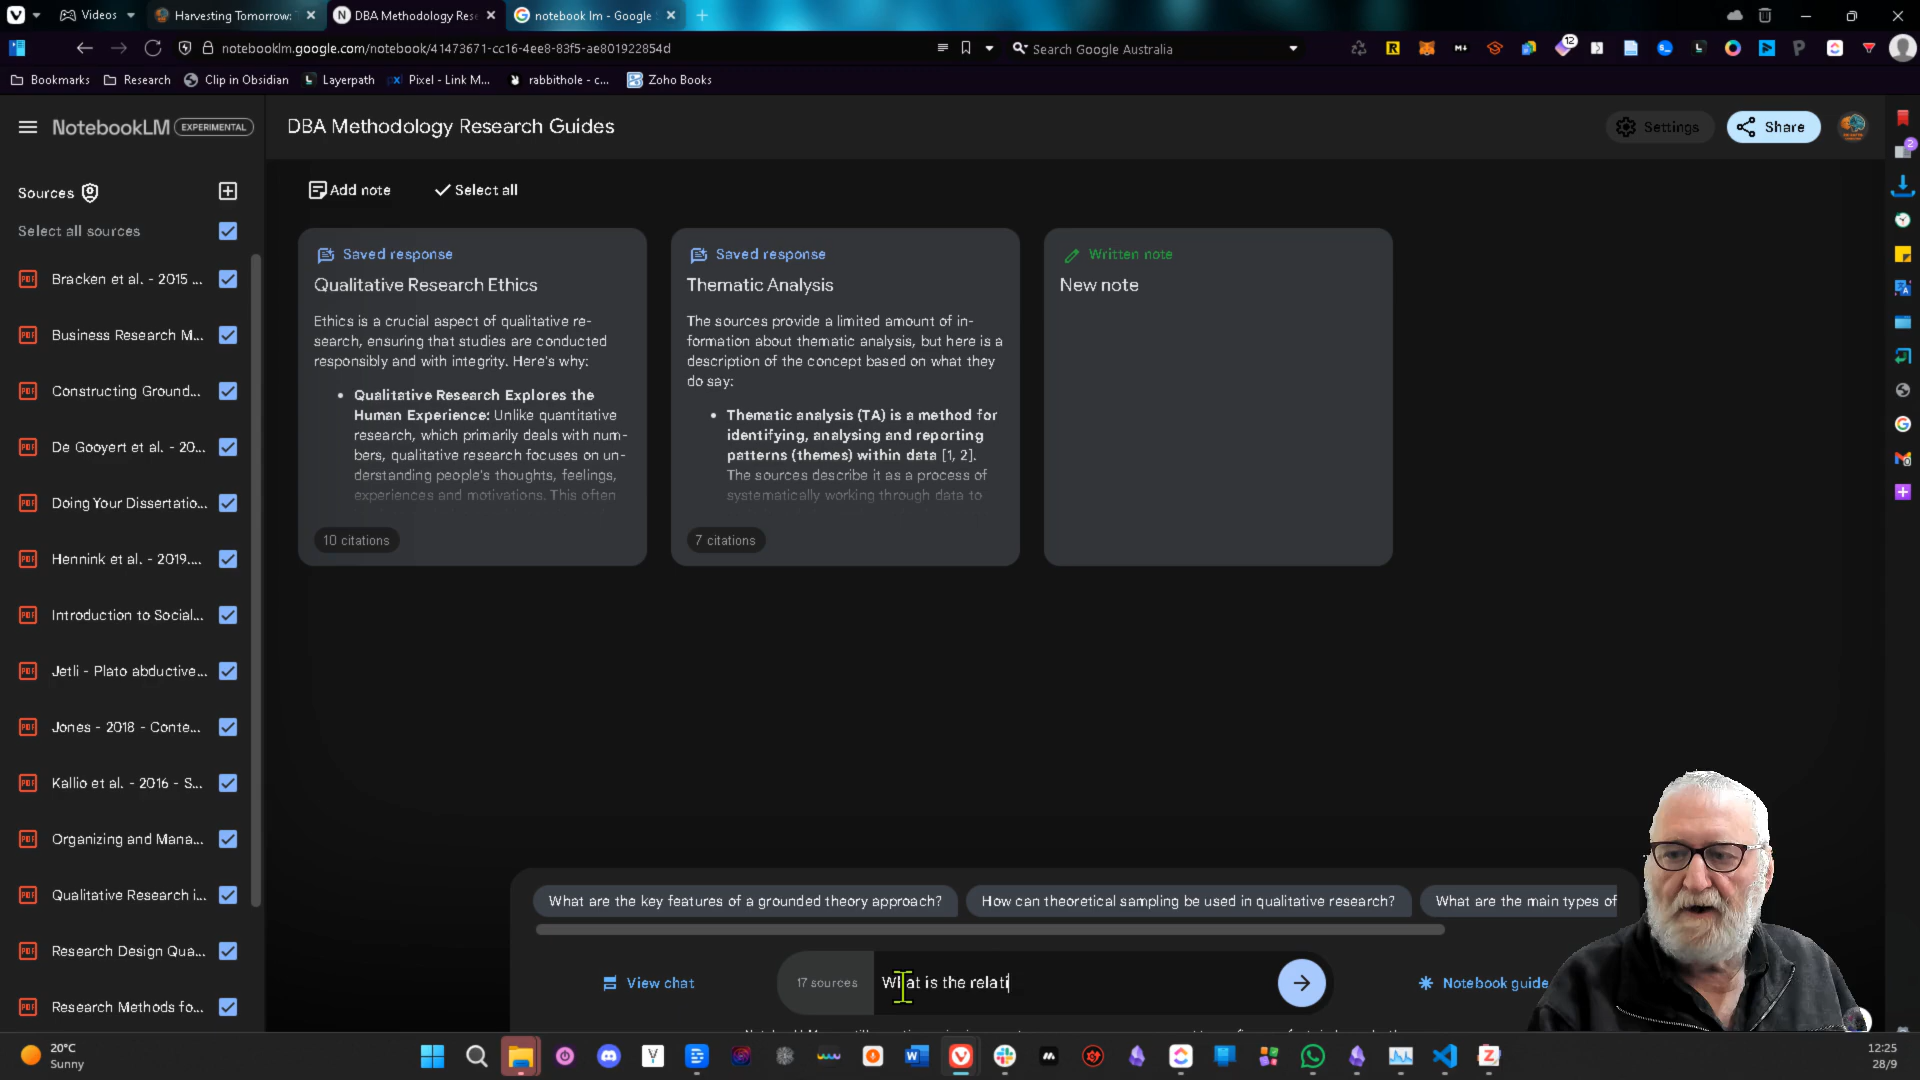 Videos
Harvesting Tomorrow:
DBA Methodology Res
notebook lm - Google
notebooklm.google.com/notebook/41473671-cc16-4ee8-83f5-ae801922854d
Search Google Australia
12
Bookmarks
Research
Clip in Obsidian
Layerpath
Pixel - Link M...
rabbithole - c...
Zoho Books
NotebookLM EXPERIMENTAL
DBA Methodology Research Guides
Settings
Share
2
Sources
Select all sources
Bracken et al. - 2015 ...
Business Research M...
Constructing Ground...
De Gooyert et al. - 20...
Doing Your Dissertatio...
Hennink et al. - 2019....
Introduction to Social...
Jetli - Plato abductive...
Jones - 2018 - Conte...
Kallio et al. - 2016 - S...
Organizing and Mana...
Qualitative Research i...
Research Design Qua...
Research Methods fo...
Add note
Select all
Saved response
Qualitative Research Ethics
Ethics is a crucial aspect of qualitative re-
search, ensuring that studies are conducted
responsibly and with integrity. Here's why:
• Qualitative Research Explores the
Human Experience: Unlike quantitative
research, which primarily deals with num-
bers, qualitative research focuses on un-
derstanding people's thoughts, feelings,
experiences and motivations. This often
10 citations
Saved response
Thematic Analysis
The sources provide a limited amount of in-
formation about thematic analysis, but here is a
description of the concept based on what they
do say:
• Thematic analysis (TA) is a method for
identifying, analysing and reporting
patterns (themes) within data [1, 2].
The sources describe it as a process of
systematically working through data to
7 citations
Written note
New note
What are the key features of a grounded theory approach?
How can theoretical sampling be used in qualitative research?
What are the main types of
View chat
17 sources
What is the relati
Notebook guide
20°C
Sunny
12:25
28/9